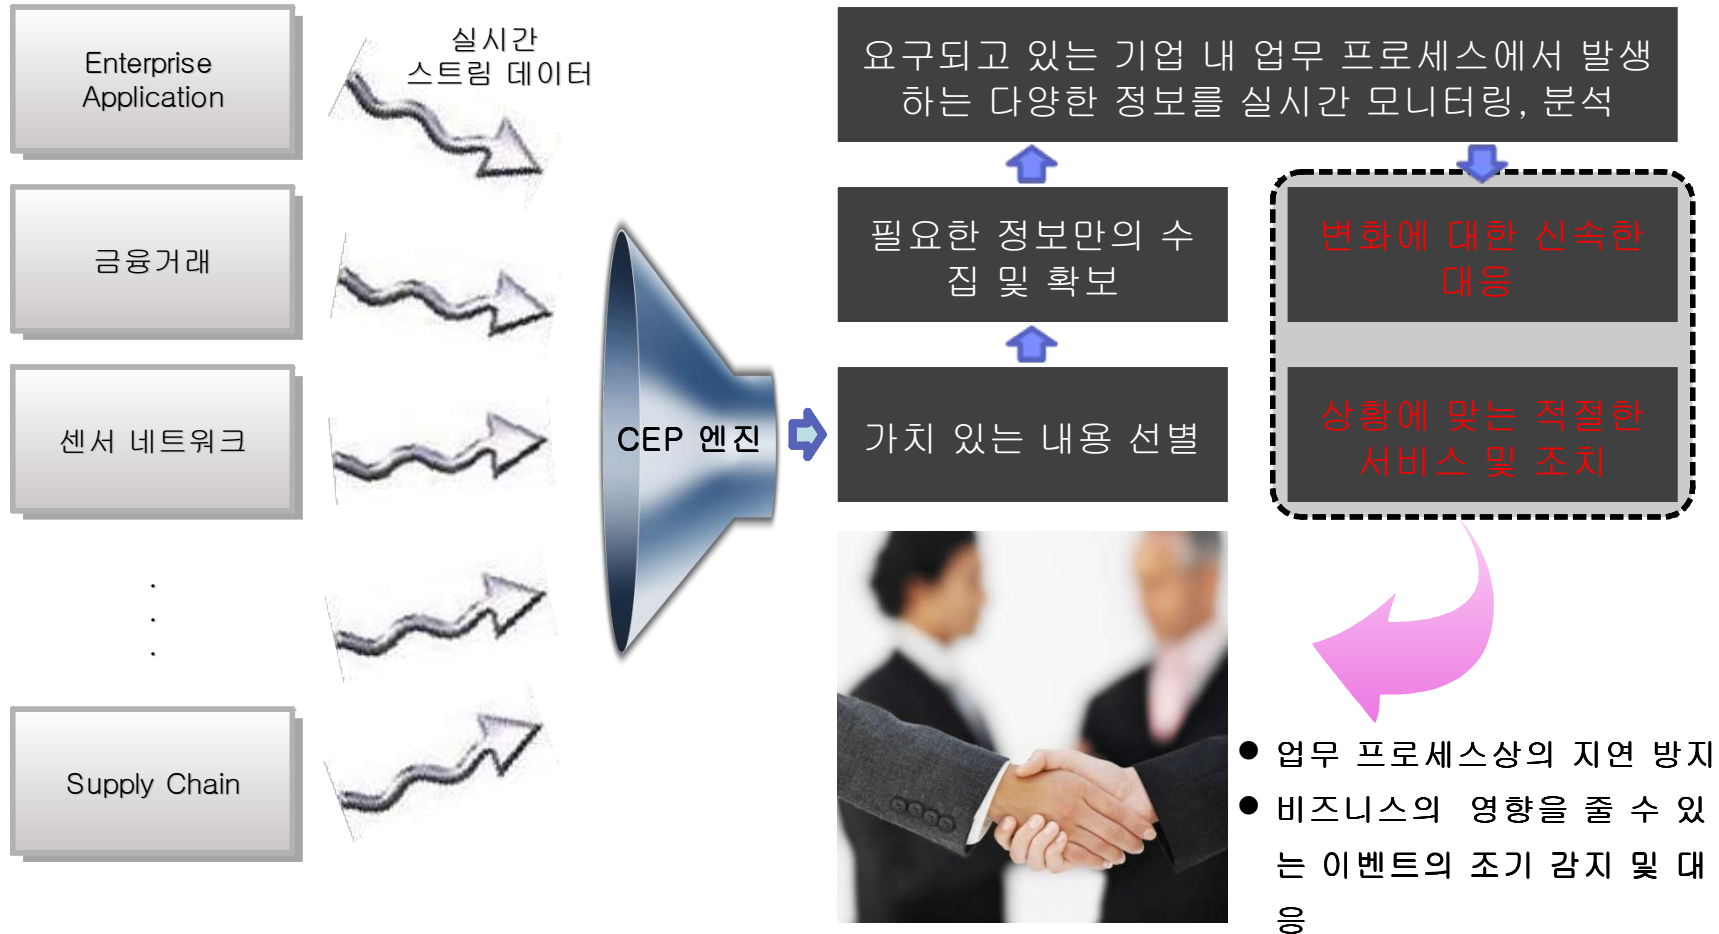 Enterprise
Application
금융거래
센서 네트워크
.
.
.
Supply Chain
실시간
스트림 데이터
CEP 엔진
요구되고 있는 기업 내 업무 프로세스에서 발생
하는 다양한 정보를 실시간 모니터링, 분석
필요한 정보만의 수
집 및 확보
가치 있는 내용 선별
변화에 대한 신속한
대응
상황에 맞는 적절한
서비스 및 조치
● 업무 프로세스상의 지연 방지
● 비즈니스의 영향을 줄 수 있
는 이벤트의 조기 감지 및 대
응